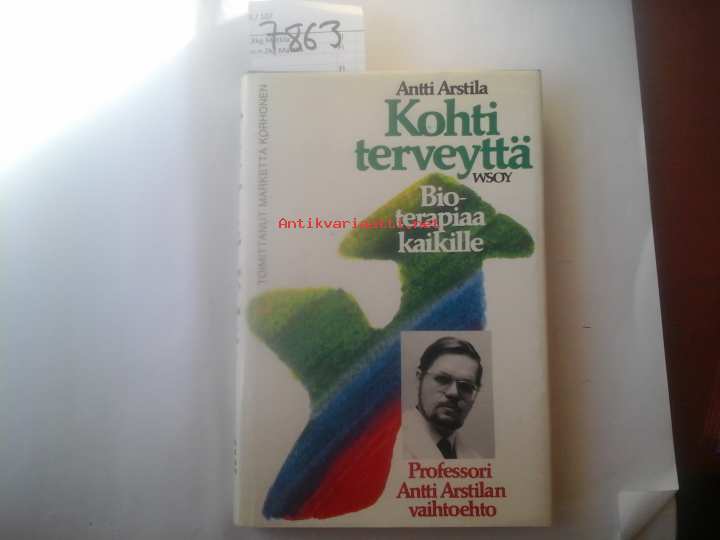 7863
Antti Arstila
Kohti
terveyttä
WSOY
Bio-
terapiaa
kaikille
Antikvariaatti.net
TOIMITTANUT MARKETTA KORHONEN
Professori
Antti Arstilan
vaihtoehto